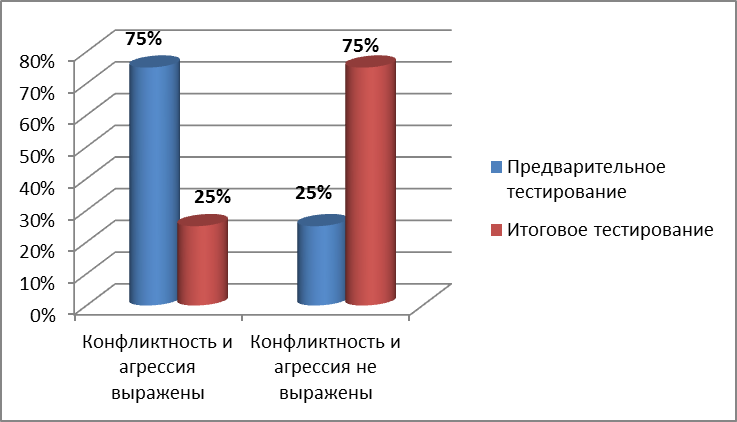 80%
70%
60%
50%
40%
30%
20%
10%
0%
75%
25%
25%
75%
Конфликтность и
агрессия
выражены
Конфликтность и
агрессия не
выражены
Предварительное
тестирование
Итоговое тестирование